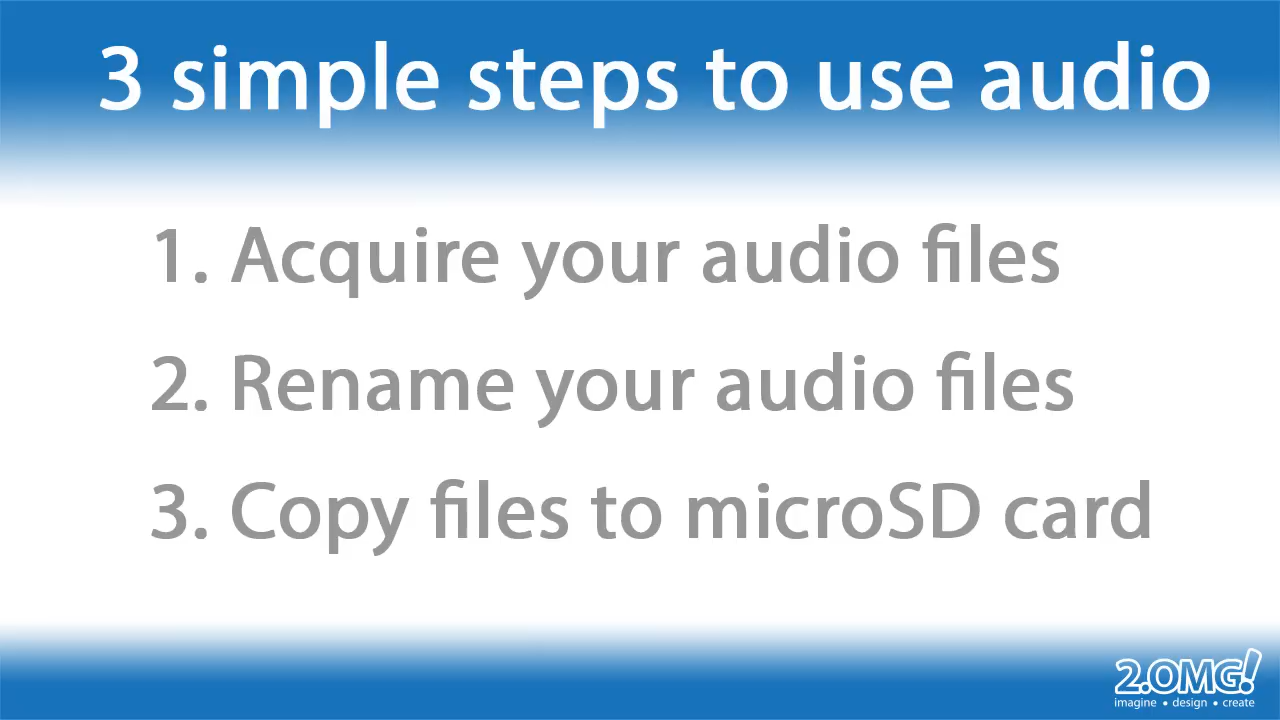 3 simple steps to use audio
1. Acquire your audio files
2. Rename your audio files
3. Copy files to microSD card
2.OMG!
imagine • design • create